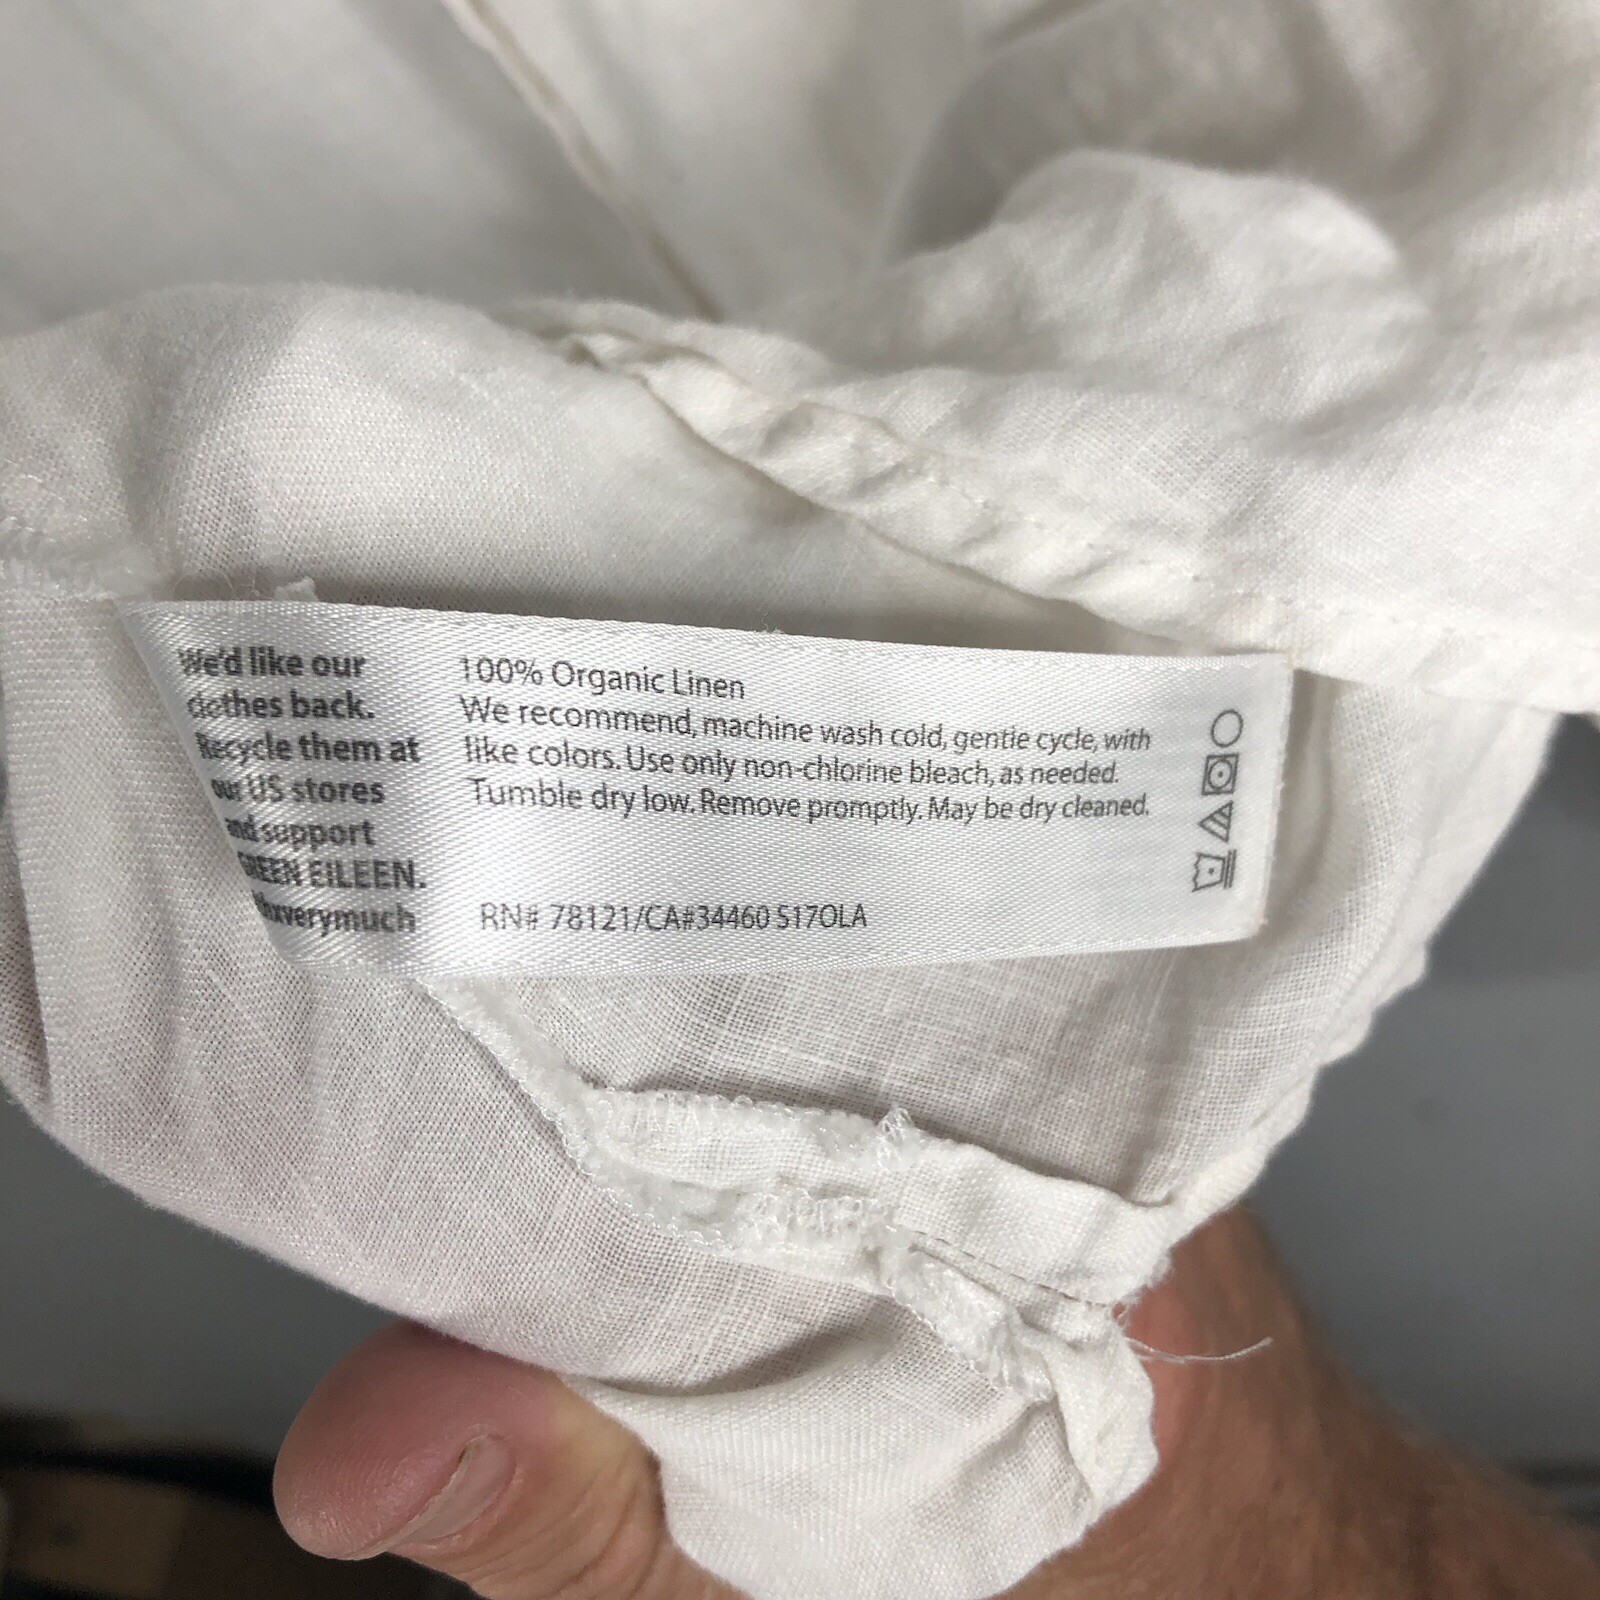 We'd like our
clothes back.
Recycle them at
our US stores
and support
GREEN EILEEN.
thxverymuch
100% Organic Linen
We recommend, machine wash cold, gentle cycle, with
like colors. Use only non-chlorine bleach, as needed.
Tumble dry low. Remove promptly. May be dry cleaned.
RN# 78121/CA#34460 S17OLA